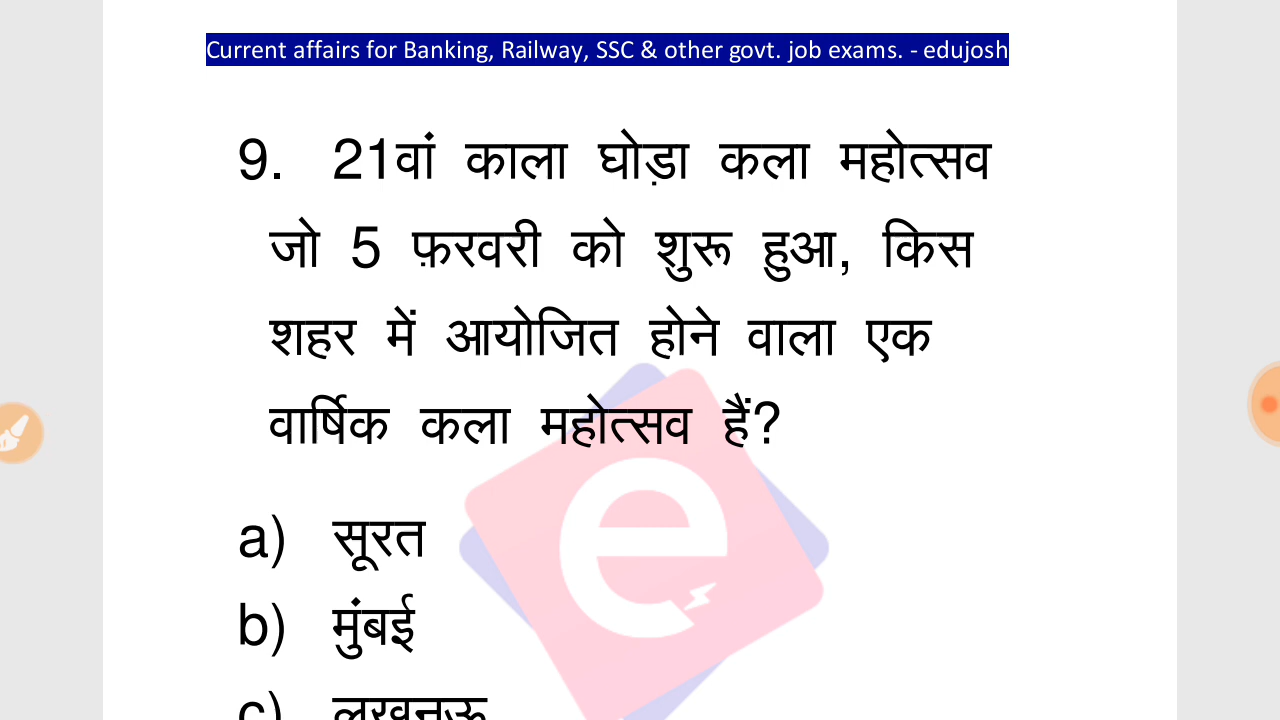 Current affairs for Banking, Railway, SSC & other govt. job exams. - edujosh
9. 21वां काला घोड़ा कला महोत्सव
जो 5 फ़रवरी को शुरू हुआ, किस
शहर में आयोजित होने वाला एक
वार्षिक कला महोत्सव हैं?
a) सूरत
b) मुंबई
c) लखनऊ